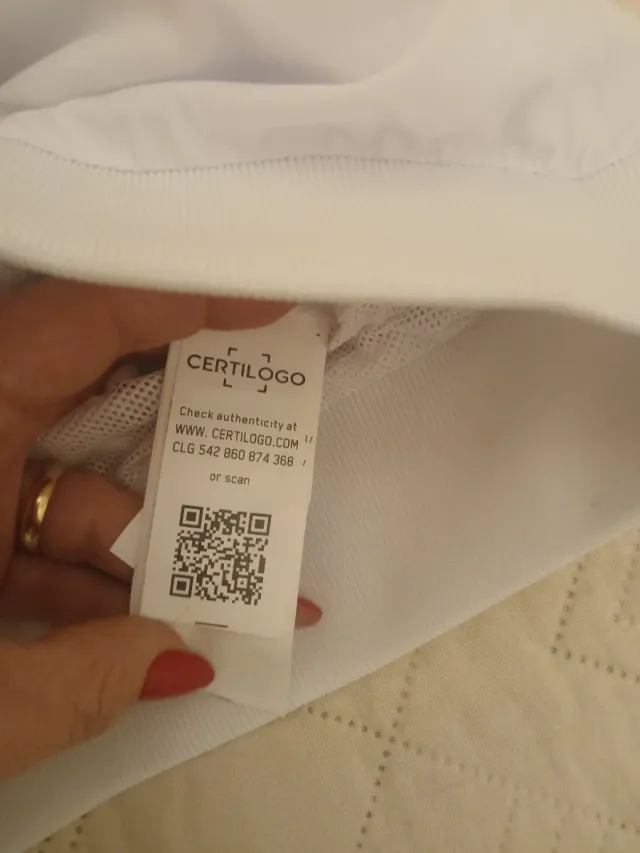 CERTILOGO
Check authenticity at
WWW. CERTILOGO.COM
CLG 542 860 874 368
or scan